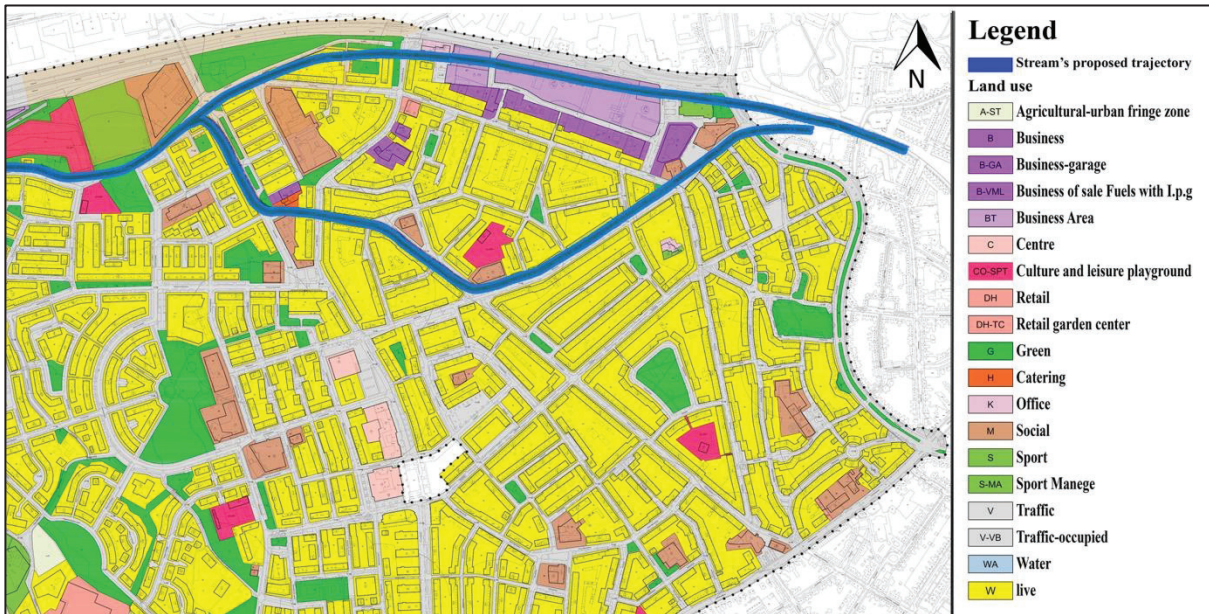 Legend
N
Stream's proposed trajectory
Land use
A-ST Agricultural-urban fringe zone
B Business
B-GA Business-garage
B-VML Business of sale Fuels with I.p.g
BT Business Area
C Centre
CO-SPT Culture and leisure playground
DH Retail
DH-TC Retail garden center
G Green
H Catering
K Office
M Social
S Sport
S-MA Sport Manege
V Traffic
V-VB Traffic-occupied
WA Water
W live